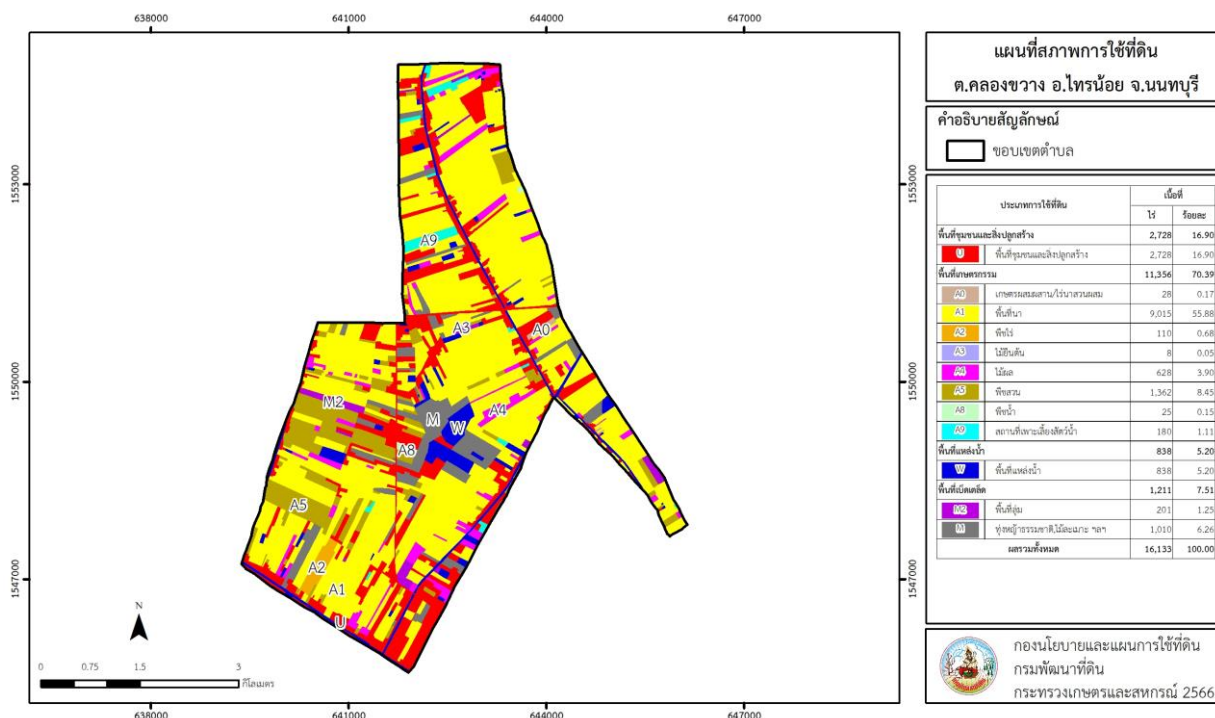 638000 641000 644000 647000
1553000 1553000
1550000 1550000
1547000 1547000
638000 641000 644000 647000
A9
A3
A0
M2
M
W
A4
A8
A5
A2
A1
U
N
0 0.75 1.5 3
กิโลเมตร
แผนที่สภาพการใช้ที่ดิน
ต.คลองขวาง อ.ไทรน้อย จ.นนทบุรี
คำอธิบายสัญลักษณ์
ขอบเขตตำบล
ประเภทการใช้ที่ดิน เนื้อที่
ไร่ ร้อยละ
พื้นที่ชุมชนและสิ่งปลูกสร้าง 2,728 16.90
U พื้นที่ชุมชนและสิ่งปลูกสร้าง 2,728 16.90
พื้นที่เกษตรกรรม 11,356 70.39
A0 เกษตรผสมผสาน/ไร่นาสวนผสม 28 0.17
A1 พื้นที่นา 9,015 55.88
A2 พืชไร่ 110 0.68
A3 ไม้ยืนต้น 8 0.05
A4 ไม้ผล 628 3.90
A5 พืชสวน 1,362 8.45
A8 พืชน้ำ 25 0.15
A9 สถานที่เพาะเลี้ยงสัตว์น้ำ 180 1.11
พื้นที่แหล่งน้ำ 838 5.20
W พื้นที่แหล่งน้ำ 838 5.20
พื้นที่เบ็ดเตล็ด 1,211 7.51
M2 พื้นที่ลุ่ม 201 1.25
M ทุ่งหญ้าธรรมชาติ,ไม้ละเมาะ ฯลฯ 1,010 6.26
ผลรวมทั้งหมด 16,133 100.00
กองนโยบายและแผนการใช้ที่ดิน
กรมพัฒนาที่ดิน
กระทรวงเกษตรและสหกรณ์ 2566